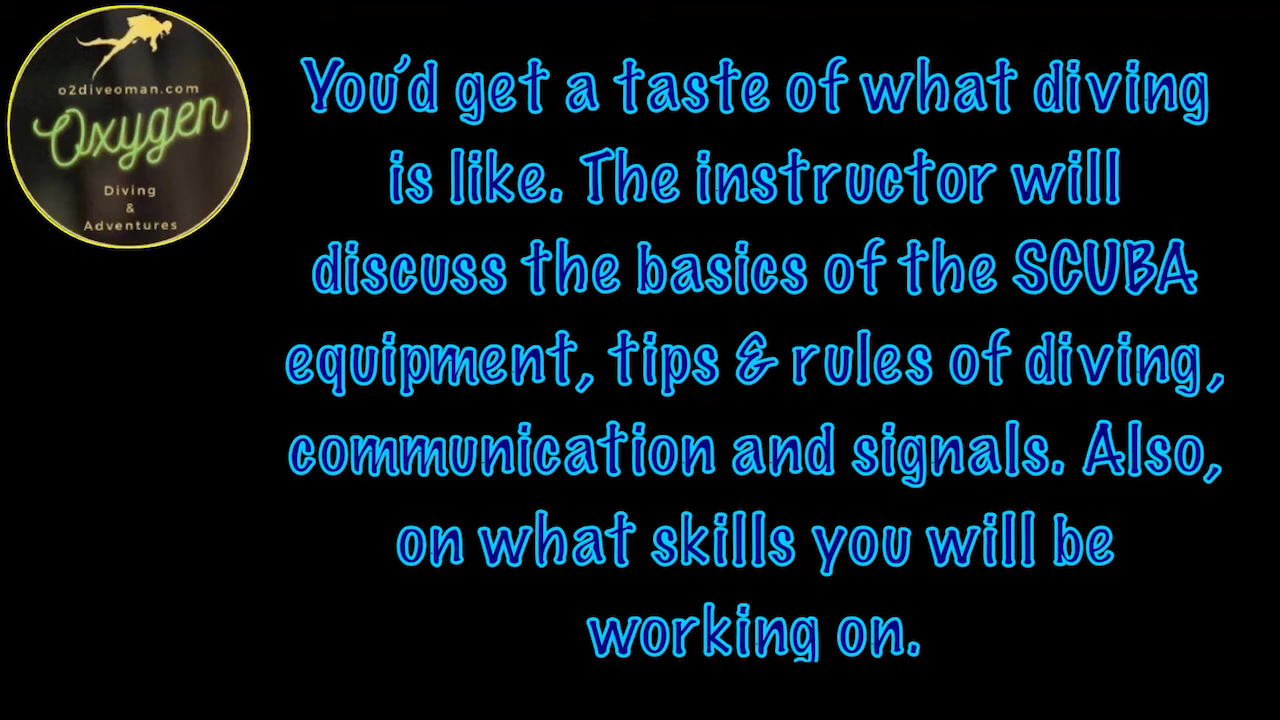 o2diveoman.com
Oxygen
Diving
&
Adventures
You'd get a taste of what diving
is like. The instructor will
discuss the basics of the SCUBA
equipment, tips & rules of diving,
communication and signals. Also,
on what skills you will be
working on.